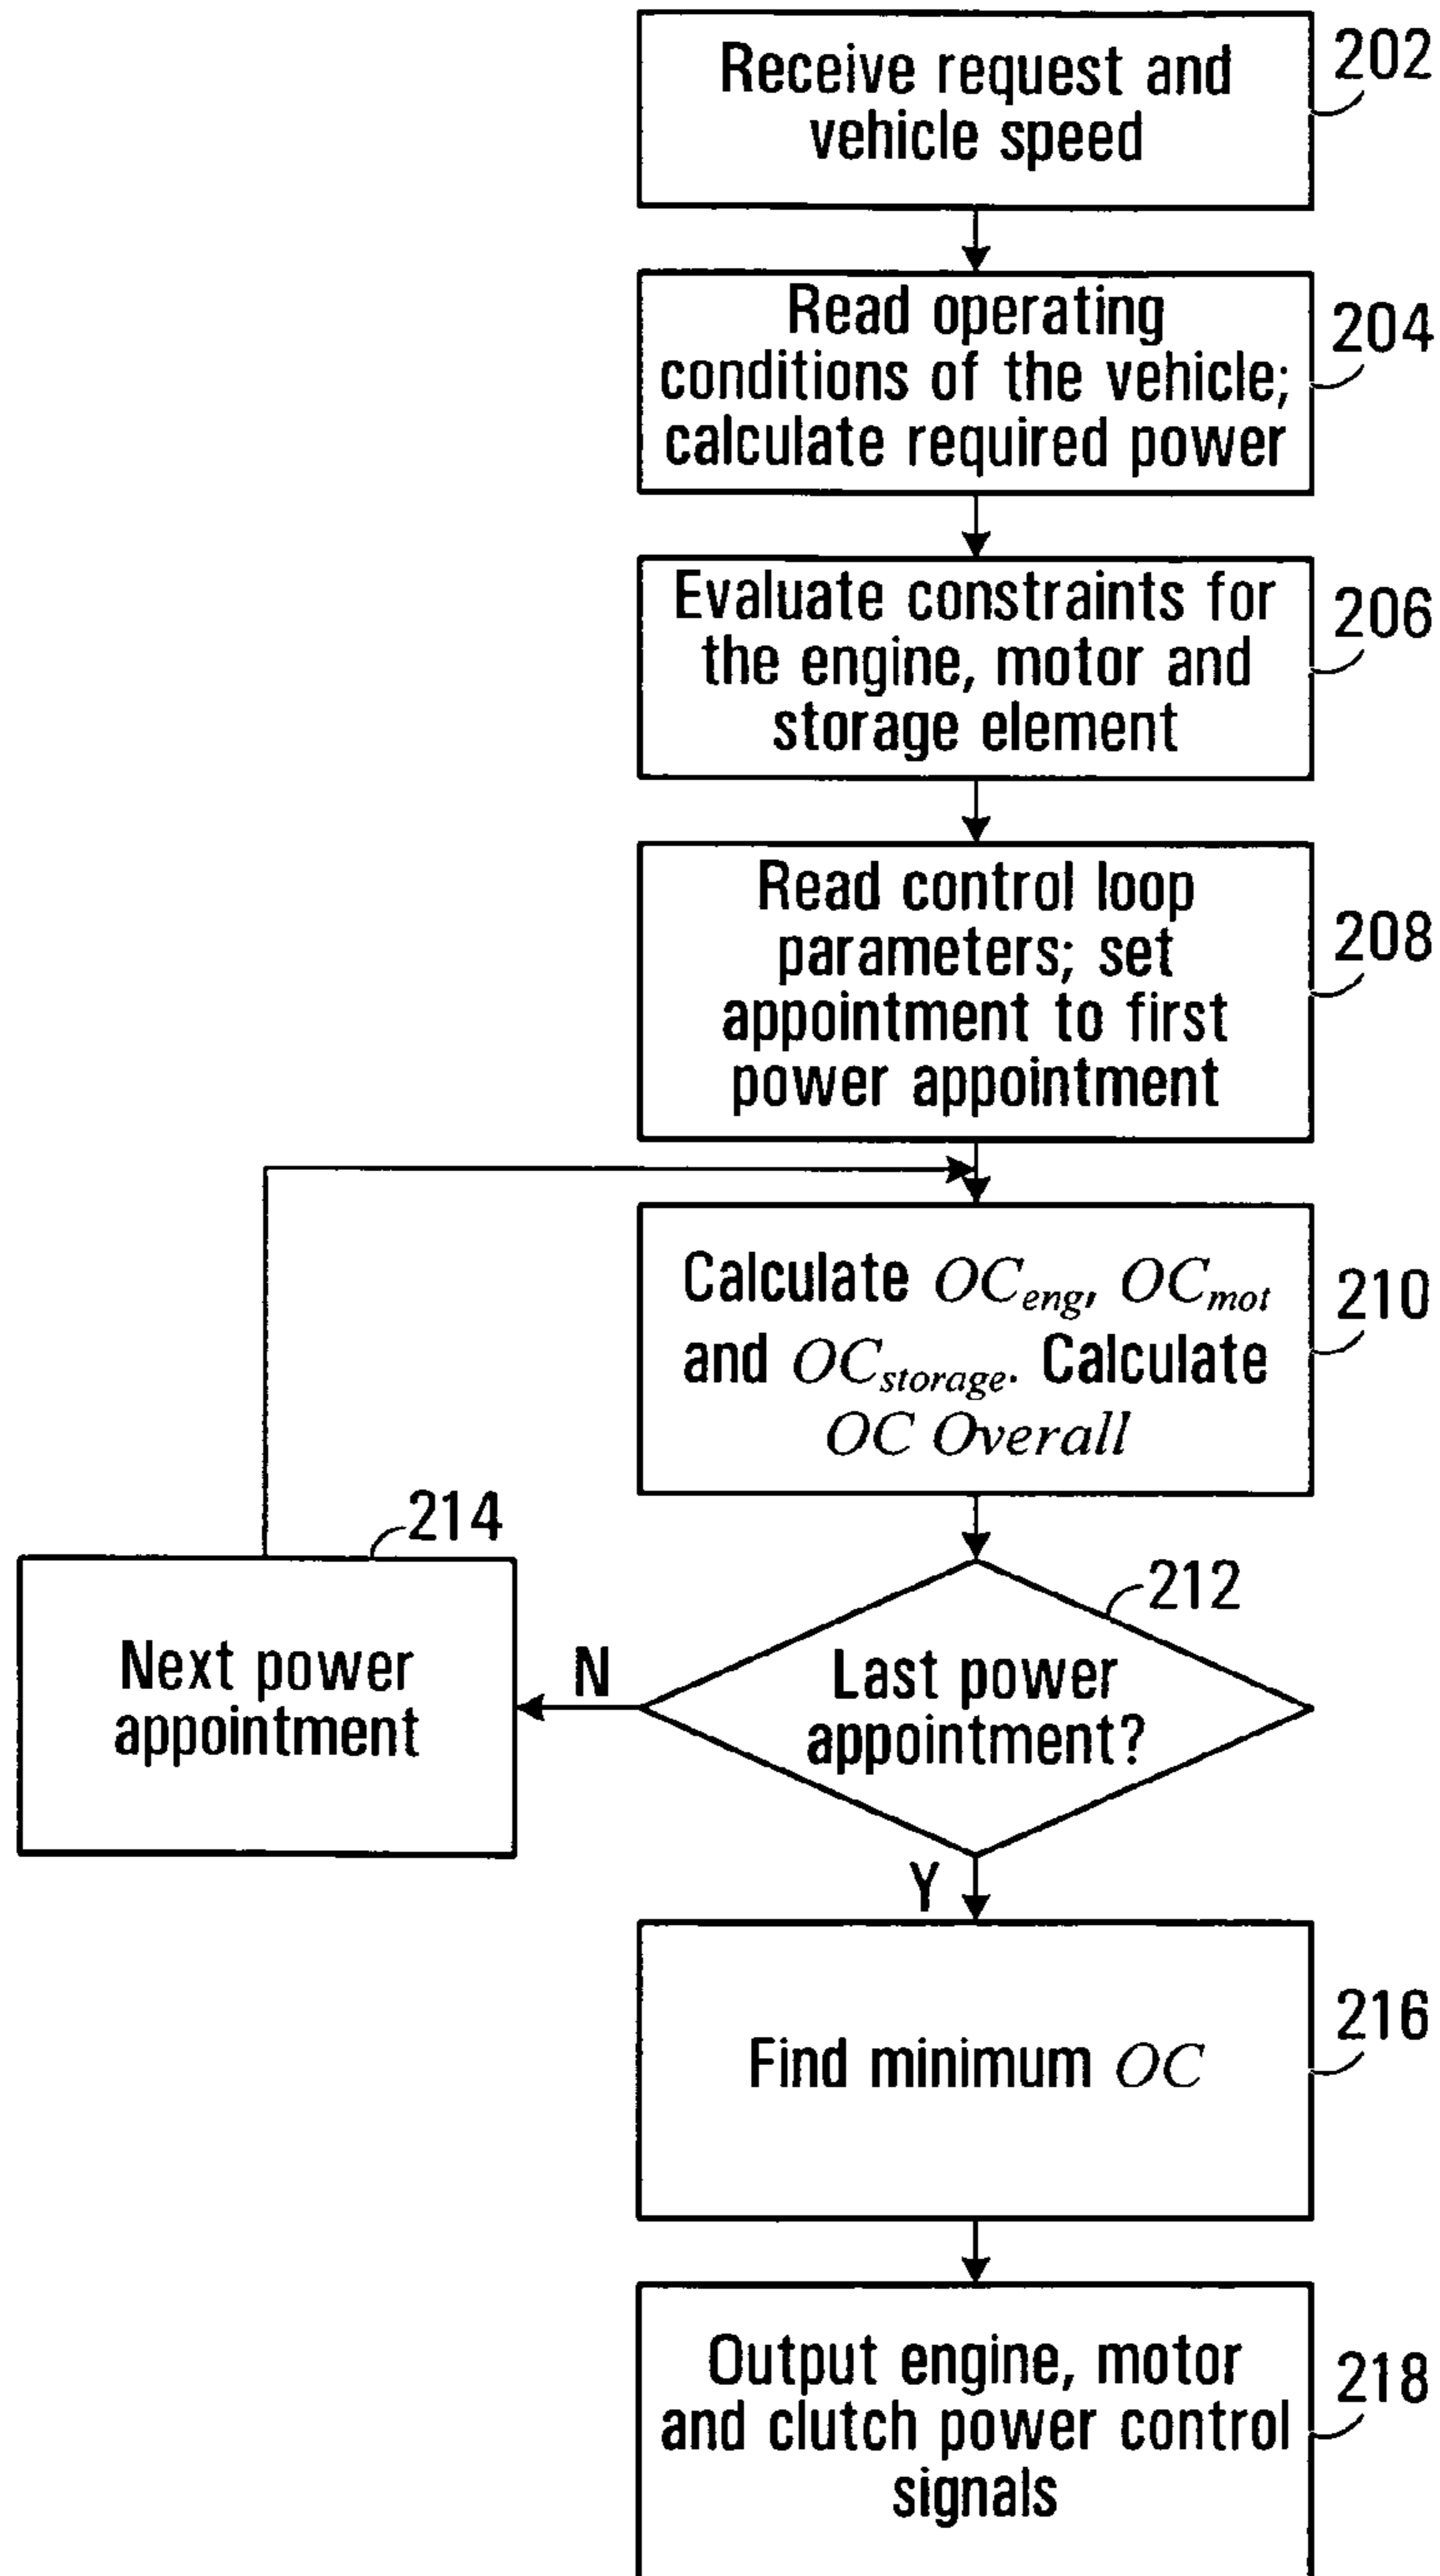 Receive request and
vehicle speed
202
Read operating
conditions of the vehicle;
calculate required power
204
Evaluate constraints for
the engine, motor and
storage element
206
Read control loop
parameters; set
appointment to first
power appointment
208
Calculate OCeng, OCmot
and OCstorage. Calculate
OC Overall
210
214
Next power
appointment
N
212
Last power
appointment?
Y
Find minimum OC
216
Output engine, motor
and clutch power control
signals
218